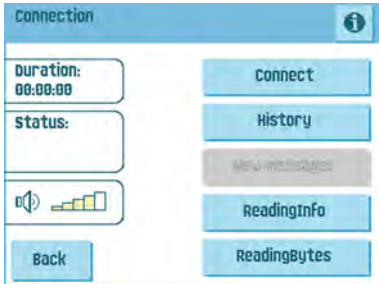 Connection
Duration:
00:00:00
Status:
Connect
History
New messages
ReadingInfo
ReadingBytes
Back